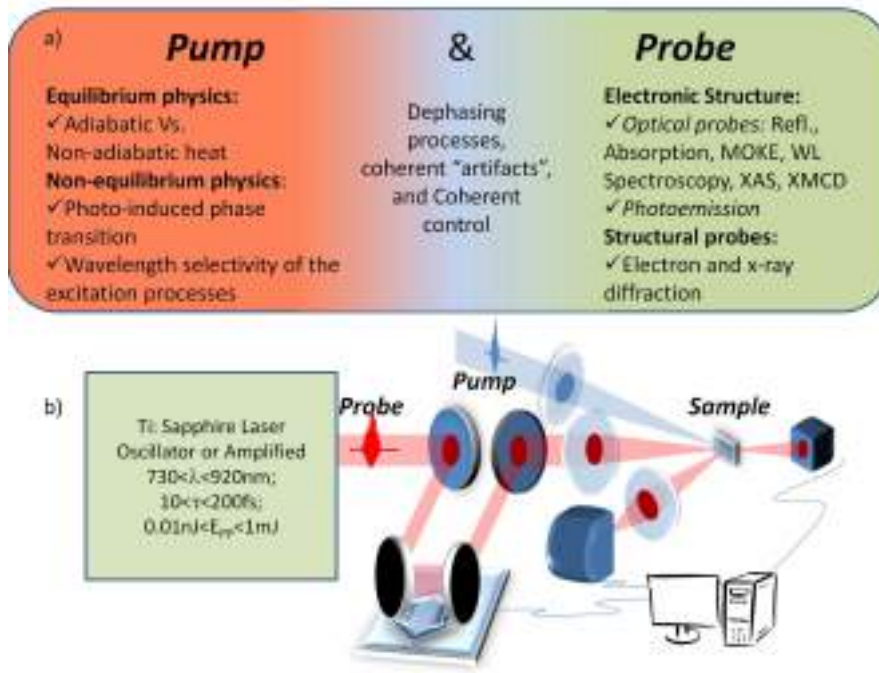 a)
Pump
&
Probe
Equilibrium physics:
✓Adiabatic Vs.
Non-adiabatic heat
Non-equilibrium physics:
✓Photo-induced phase
transition
✓Wavelength selectivity of the
excitation processes
Dephasing
processes,
coherent “artifacts”,
and Coherent
control
Electronic Structure:
✓Optical probes: Refl.,
Absorption, MOKE, WL
Spectroscopy, XAS, XMCD
✓Photaemission
Structural probes:
✓Electron and x-ray
diffraction
b)
Ti: Sapphire Laser
Oscillator or Amplified
730<λ<920nm;
10<τ<200fs;
0.01nJ<Epp<1mJ
Probe
Pump
Sample